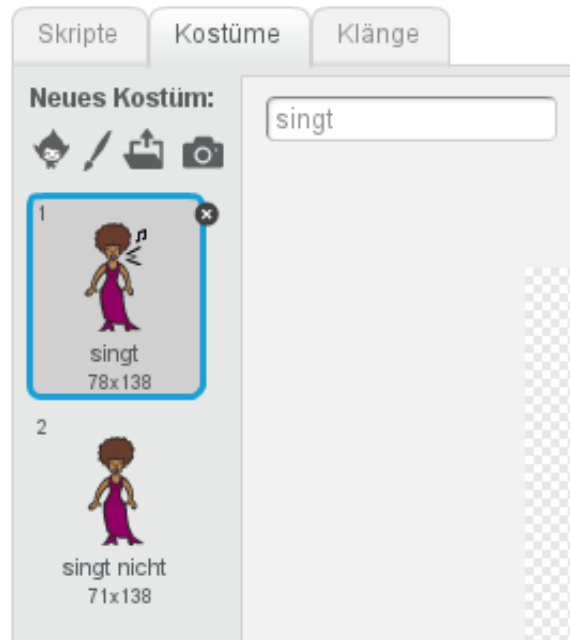 Skripte Kostüme Klänge
Neues Kostüm:
singt
1
singt
78x138
2
singt nicht
71x138